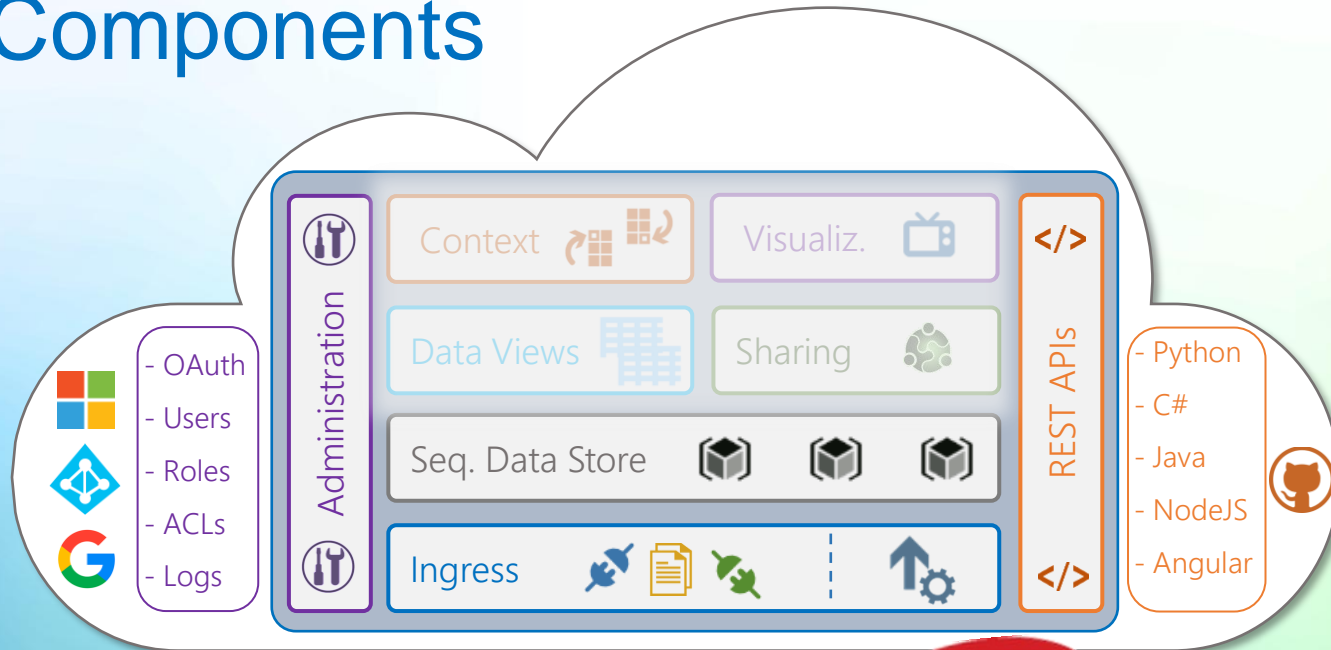 Components
Context
Visualiz.
</>
Administration
Data Views
Sharing
REST APIs
Seq. Data Store
Ingress
</>
- OAuth
- Users
- Roles
- ACLs
- Logs
- Python
- C#
- Java
- NodeJS
- Angular